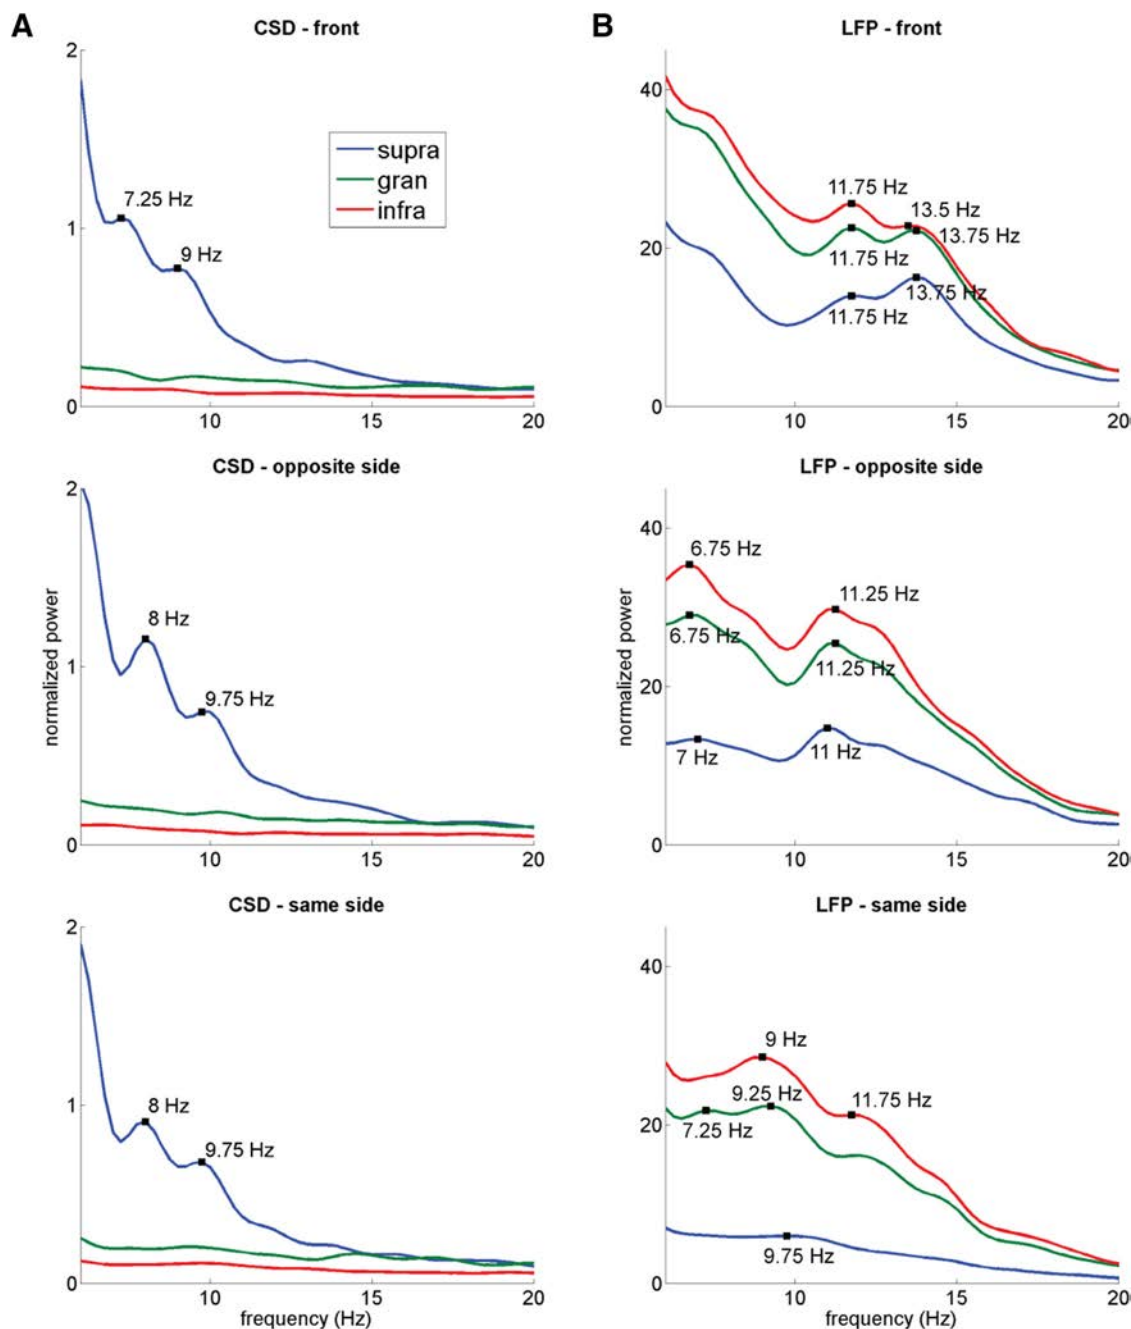 A
CSD - front
2
1
0
10
15
20
supra
gran
infra
7.25 Hz
9 Hz
B
LFP - front
40
20
0
10
15
20
11.75 Hz
13.5 Hz
13.75 Hz
11.75 Hz
13.75 Hz
11.75 Hz
CSD - opposite side
2
1
0
10
15
20
normalized power
8 Hz
9.75 Hz
LFP - opposite side
40
20
0
10
15
20
normalized power
6.75 Hz
11.25 Hz
6.75 Hz
11.25 Hz
7 Hz
11 Hz
CSD - same side
2
1
0
10
15
20
frequency (Hz)
8 Hz
9.75 Hz
LFP - same side
40
20
0
10
15
20
frequency (Hz)
9 Hz
9.25 Hz
11.75 Hz
7.25 Hz
9.75 Hz